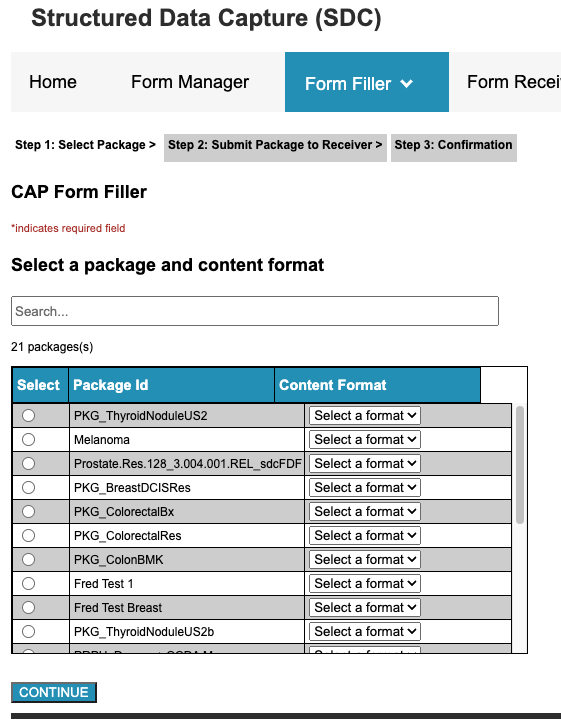 Structured Data Capture (SDC)
Home Form Manager Form Filler Form Recei
Step 1: Select Package > Step 2: Submit Package to Receiver > Step 3: Confirmation
CAP Form Filler
*indicates required field
Select a package and content format
Search...
21 packages(s)
Select Package Id Content Format
PKG_ThyroidNoduleUS2 Select a format
Melanoma Select a format
Prostate.Res.128_3.004.001.REL_sdcFDF Select a format
PKG_BreastDCISRes Select a format
PKG_ColorectalBx Select a format
PKG_ColorectalRes Select a format
PKG_ColonBMK Select a format
Fred Test 1 Select a format
Fred Test Breast Select a format
PKG_ThyroidNoduleUS2b Select a format
Select a format
CONTINUE